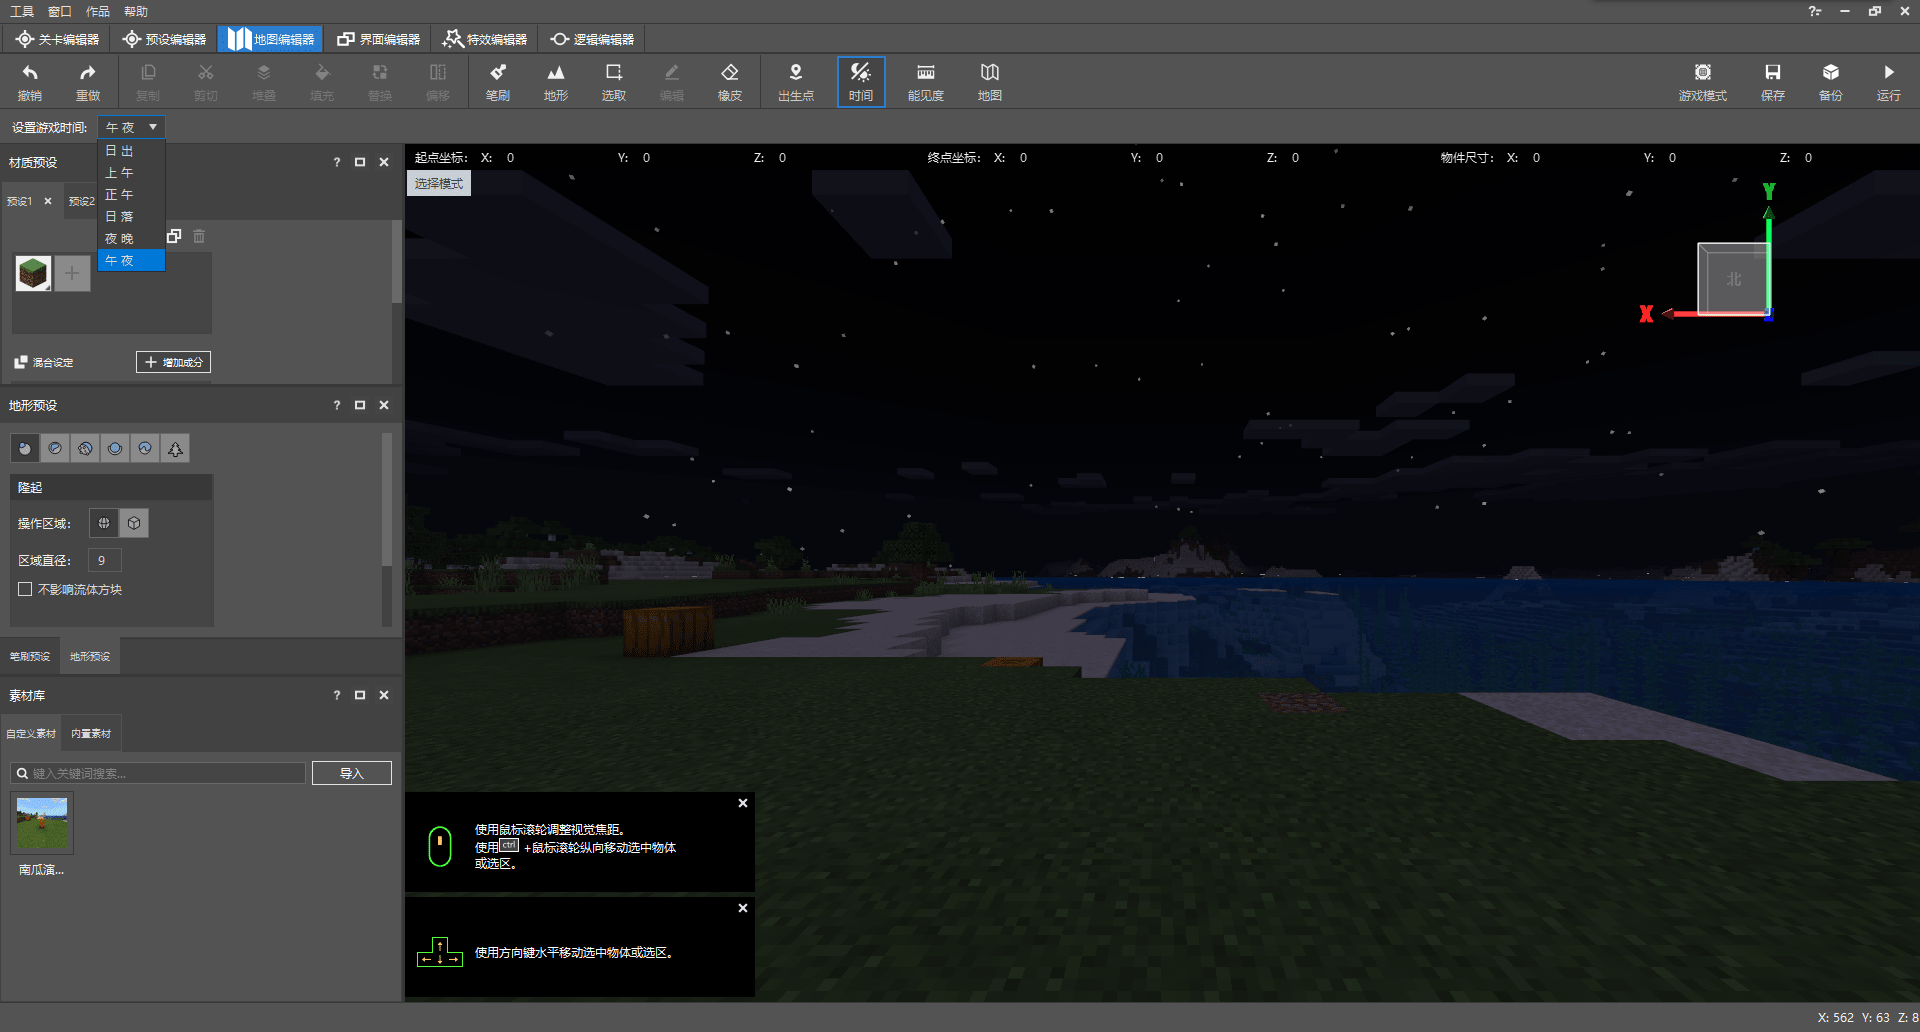 工具 窗口 作品 帮助
关卡编辑器 预设编辑器 地图编辑器 界面编辑器 特效编辑器 逻辑编辑器
撤销 重做 复制 剪切 堆叠 填充 替换 偏移 笔刷 地形 选取 编辑 橡皮 出生点 时间 能见度 地图 游戏模式 保存 备份 运行
设置游戏时间: 午夜
日出
上午
正午
日落
夜晚
午夜
材质预设 ?
预设1 预设2
混合设定 增加成分
地形预设 ?
隆起
操作区域:
区域直径: 9
不影响流体方块
笔刷预设 地形预设
素材库 ?
自定义素材 内置素材
键入关键词搜索... 导入
南瓜演...
起点坐标: X: 0 Y: 0 Z: 0 终点坐标: X: 0 Y: 0 Z: 0 物件尺寸: X: 0 Y: 0 Z: 0
选择模式
Y
北
X
使用鼠标滚轮调整视觉焦距。
使用ctrl+鼠标滚轮纵向移动选中物体
或选区。
使用方向键水平移动选中物体或选区。
X: 562 Y: 63 Z: 8